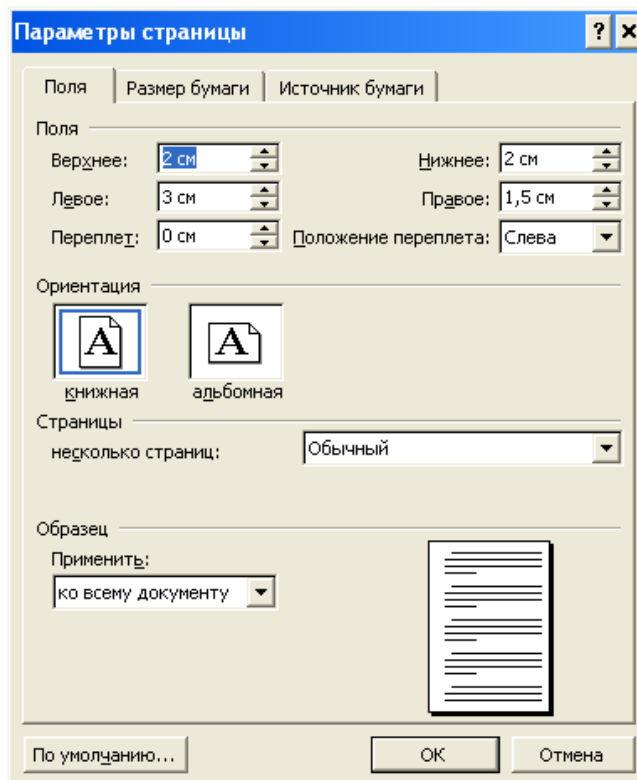 Параметры страницы
Поля Размер бумаги Источник бумаги
Поля
Верхнее: 2 см Нижнее: 2 см
Левое: 3 см Правое: 1,5 см
Переплет: 0 см Положение переплета: Слева
Ориентация
A A
книжная альбомная
Страницы
несколько страниц: Обычный
Образец
Применить:
ко всему документу
По умолчанию... ОК Отмена